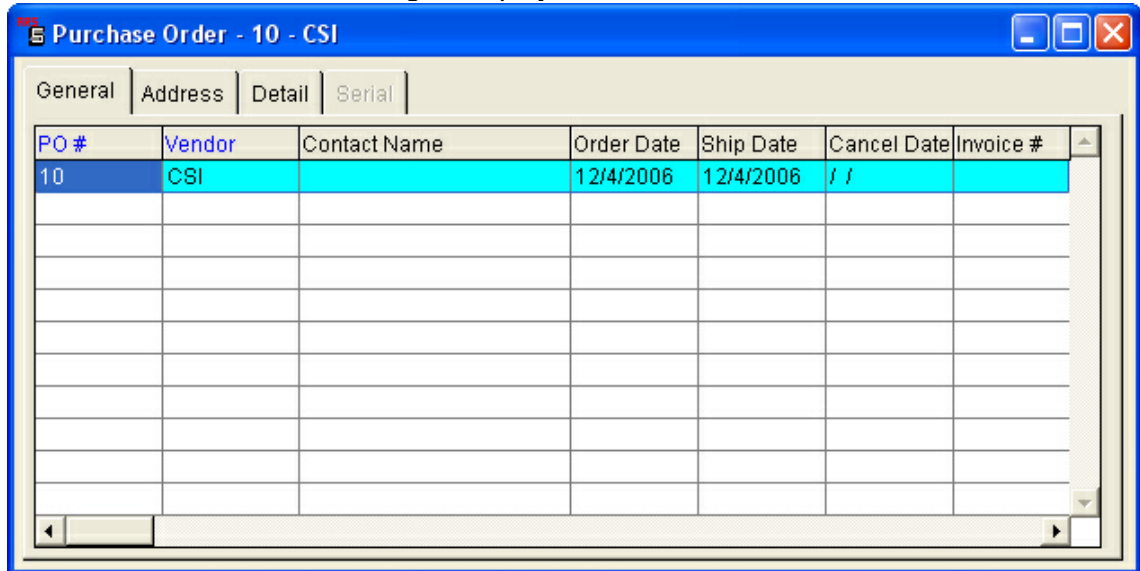 Purchase Order - 10 - CSI
General Address Detail Serial
PO # Vendor Contact Name Order Date Ship Date Cancel Date Invoice #
10 CSI 12/4/2006 12/4/2006 / /